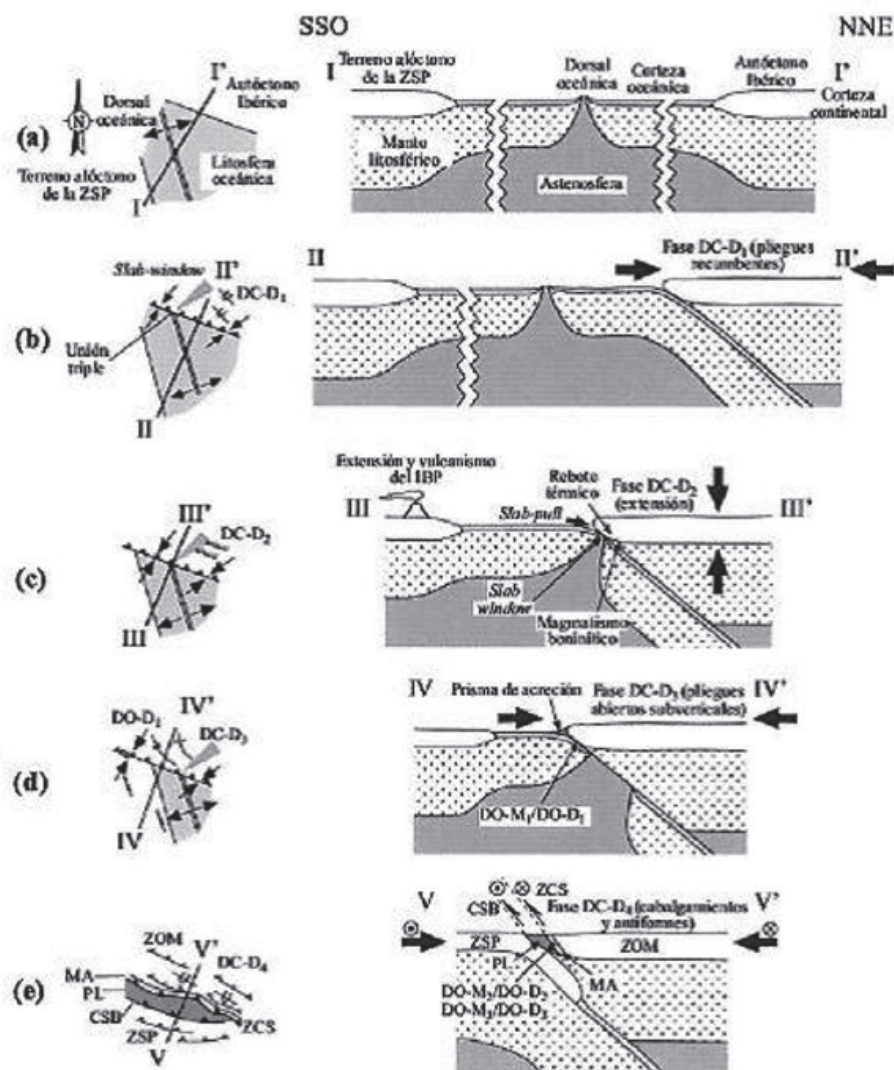 SSO
NNE
(a)
N
Dorsal
oceánica
I'
Autóctono
Ibérico
Terreno alóctono
de la ZSP
Litosfera
oceánica
I
I
Terreno alóctono
de la ZSP
Dorsal
oceánica
Corteza
oceánica
Autóctono
Ibérico
I'
Corteza
continental
Manto
litosférico
Astenosfera
(b)
Slab-window
II'
DC-D1
Unión
triple
II
II
Fase DC-D1 (pliegues
recumbentes)
II'
(c)
III'
DC-D2
III
Extensión y vulcanismo
del IBP
III
Slab-pull
Rebote
térmico
Fase DC-D2
(extensión)
III'
Slab
window
Magmatismo
boninítico
(d)
DO-D1
IV'
DC-D3
IV
IV
Prisma de acreción
Fase DC-D3 (pliegues
abiertos subverticales)
IV'
DO-M1/DO-D1
(e)
ZOM
V'
DC-D4
MA
PL
CSB
ZSP
V
ZCS
V
CSB
ZCS
Fase DC-D4 (cabalgamientos
y antiformes)
V'
ZSP
PL
ZOM
MA
DO-M2/DO-D2
DO-M3/DO-D3